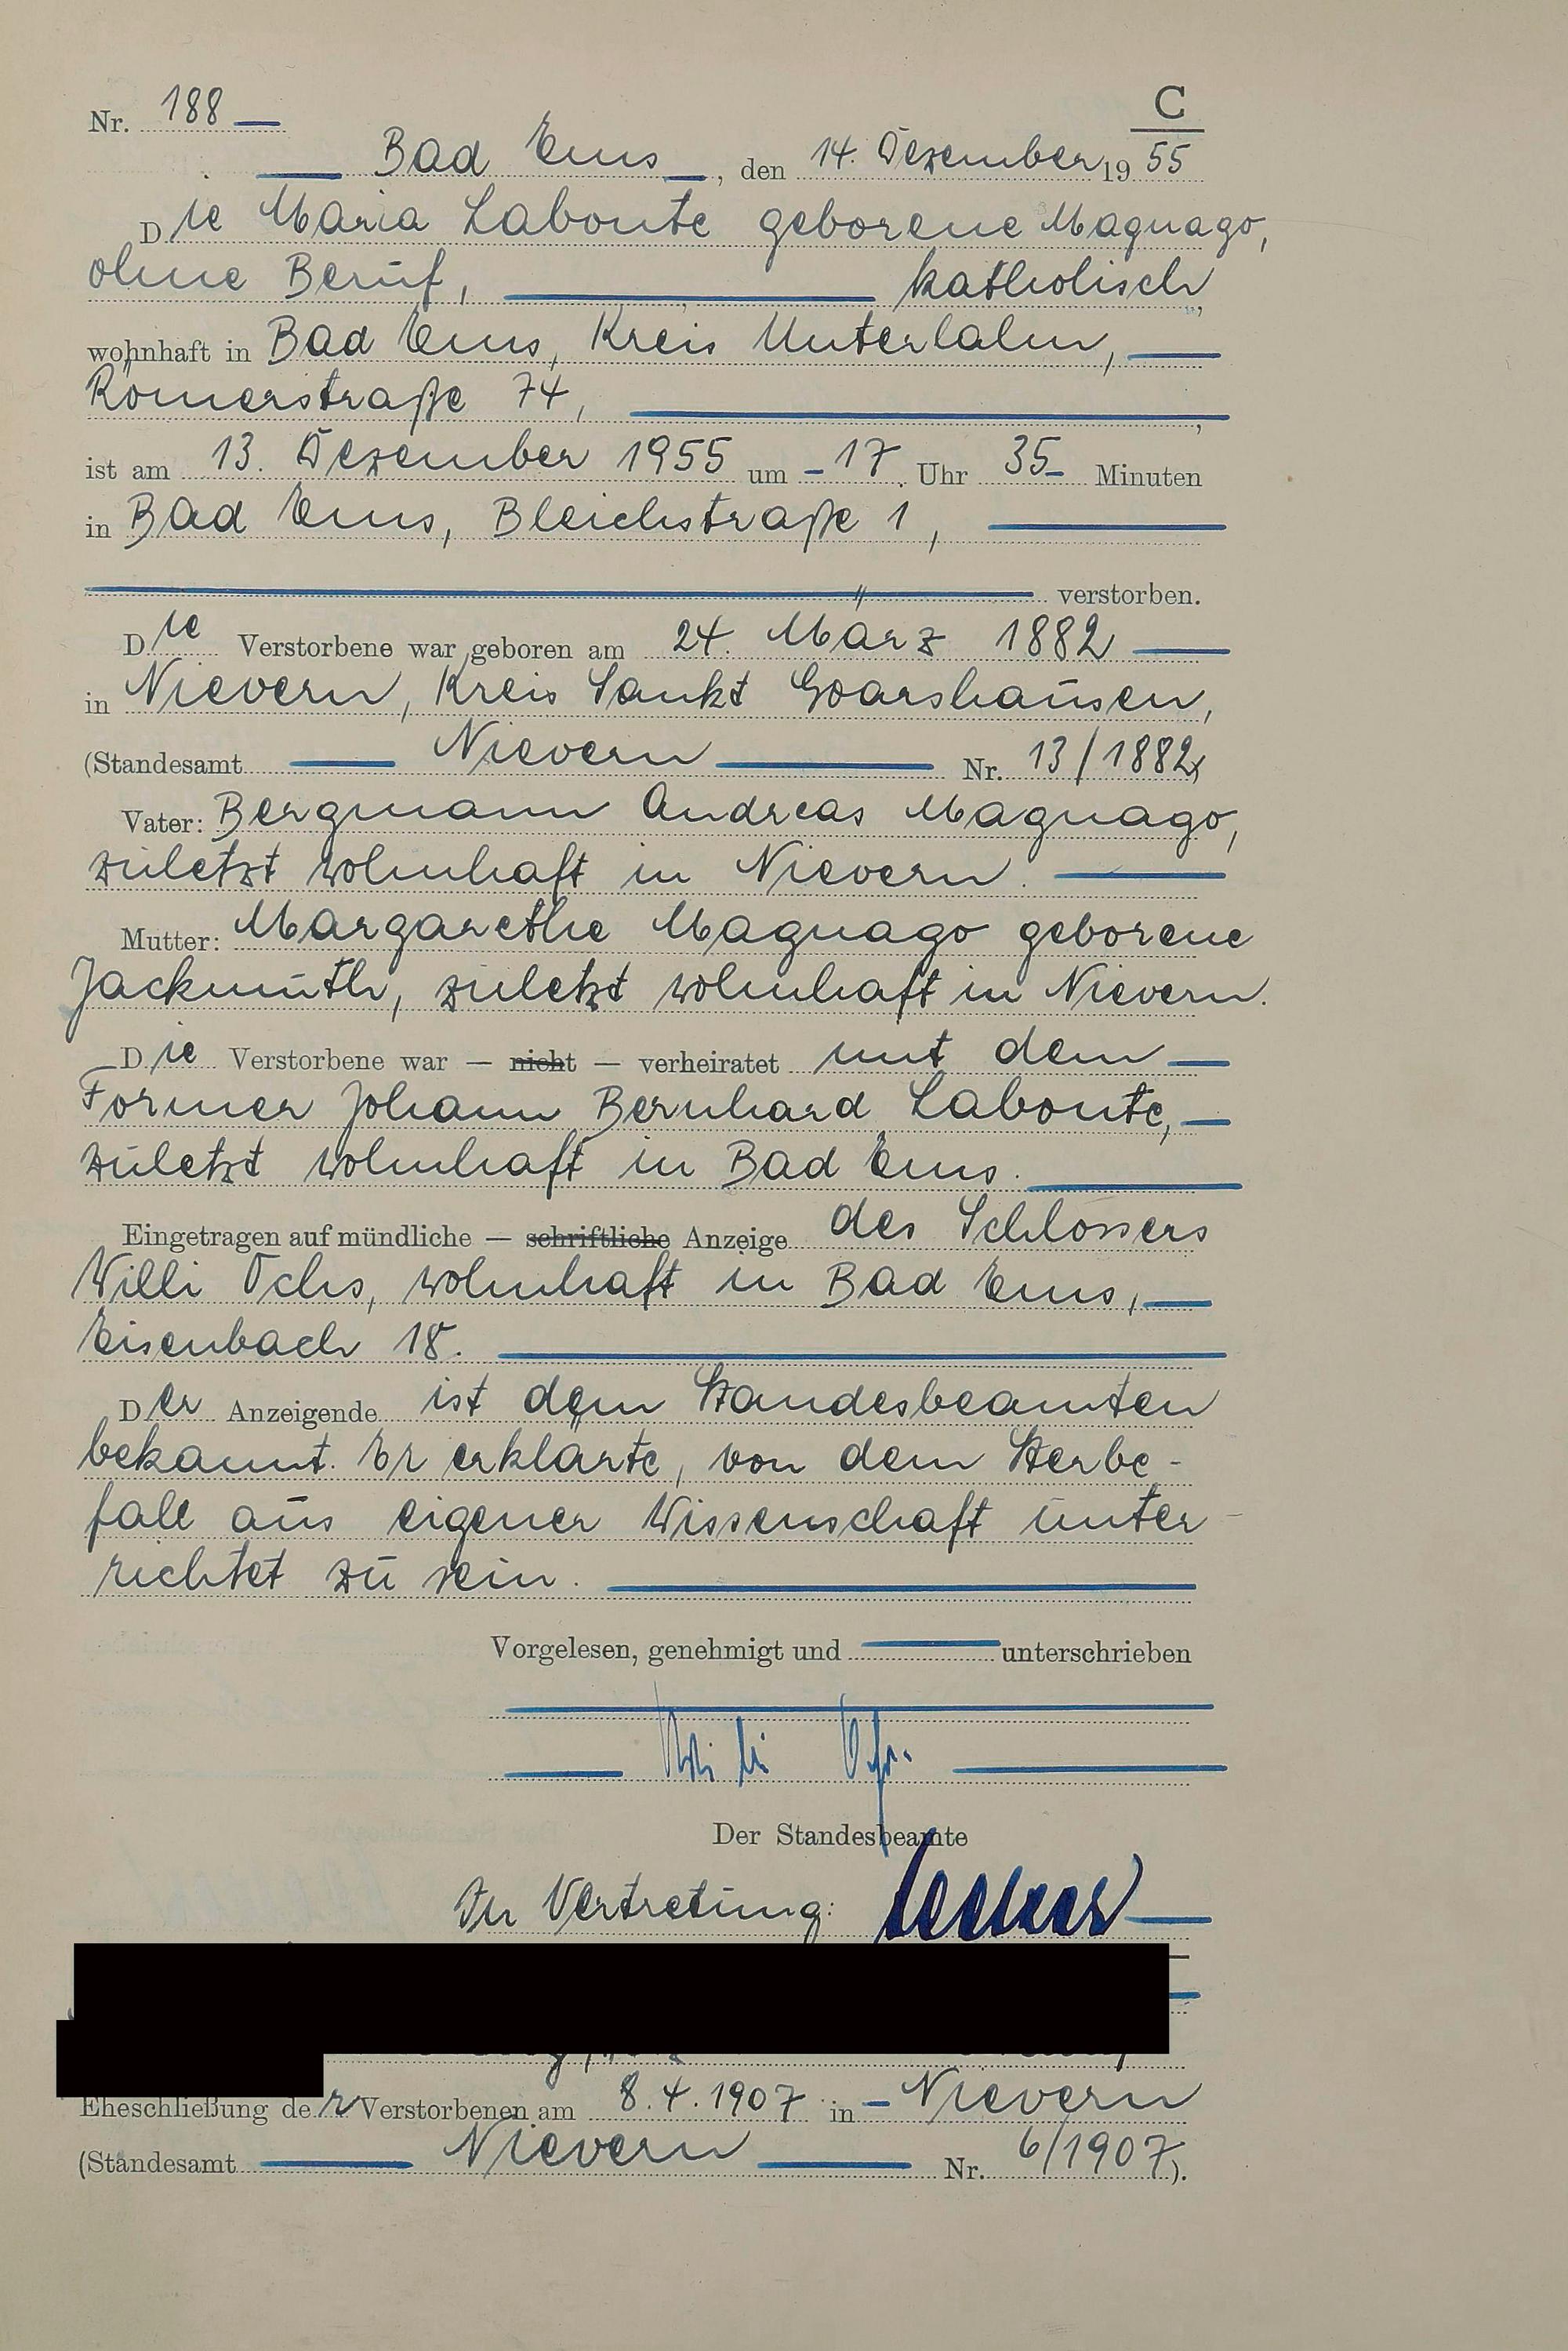 Nr. 188
C
Bad Ems, den 14. Dezember 19 55
Die Maria Labonte geborene Magnago,
ohne Beruf, katholisch,
wohnhaft in Bad Ems, Kreis Unterlahn,
Römerstraße 74,
ist am 13. Dezember 1955 um 17 Uhr 35 Minuten
in Bad Ems, Bleichstraße 1,
verstorben.
Die Verstorbene war geboren am 24. März 1882
in Nievern, Kreis Sankt Goarshausen,
(Standesamt Nievern Nr. 13/1882)
Vater: Bergmann Andreas Magnago,
zuletzt wohnhaft in Nievern.
Mutter: Margarethe Magnago geborene
Jackmuth, zuletzt wohnhaft in Nievern.
Die Verstorbene war — nicht — verheiratet mit dem
Former Johann Bernhard Labonte,
zuletzt wohnhaft in Bad Ems.
Eingetragen auf mündliche — schriftliche Anzeige des Schlossers
Willi Ochs, wohnhaft in Bad Ems,
Eisenbach 18.
Der Anzeigende ist dem Standesbeamten
bekannt. Er erklärte, von dem Sterbe-
fall aus eigener Wissenschaft unter-
richtet zu sein.
Vorgelesen, genehmigt und unterschrieben
Willi Ochs
Der Standesbeamte
In Vertretung:
Eheschließung der Verstorbenen am 8.4.1907 in Nievern
(Standesamt Nievern Nr. 6/1907).